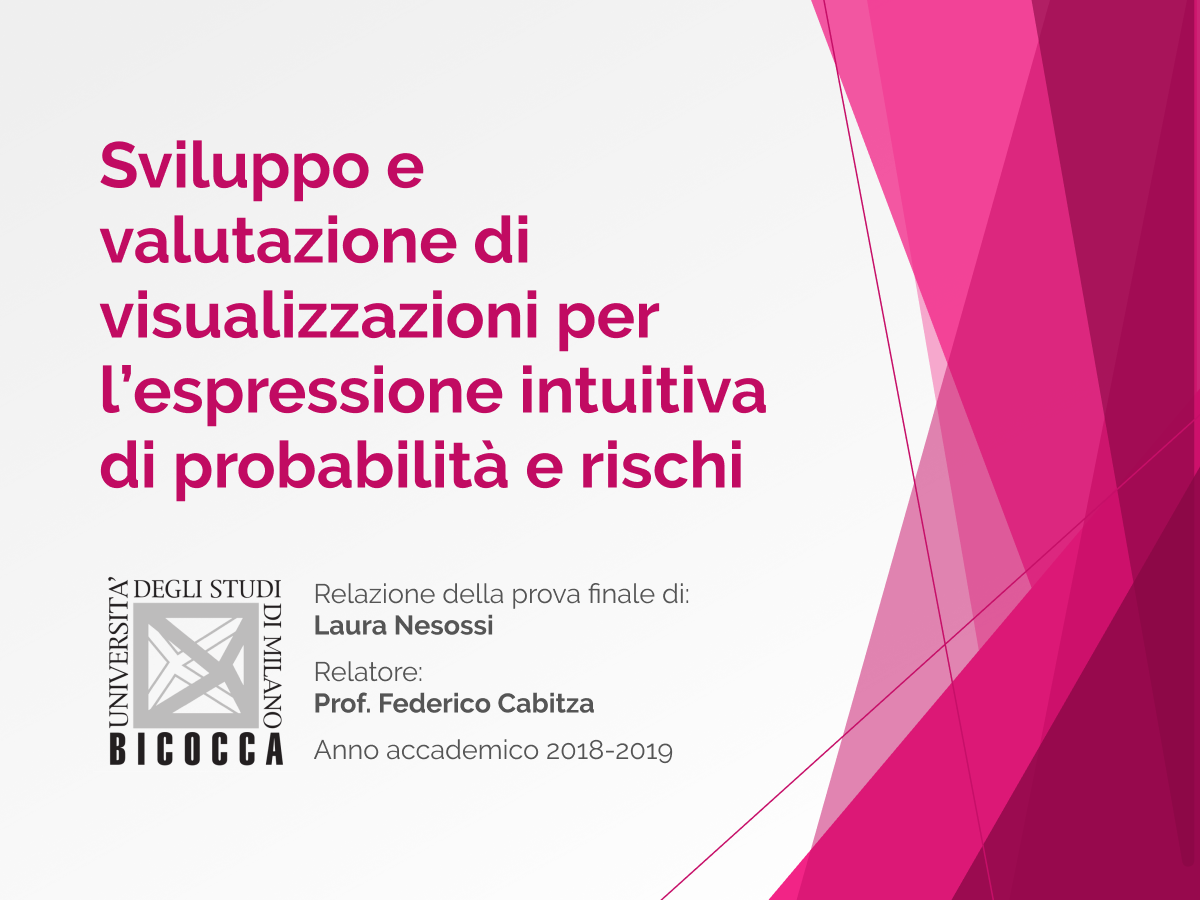 Sviluppo e
valutazione di
visualizzazioni per
l’espressione intuitiva
di probabilità e rischi
UNIVERSITA’
DEGLI STUDI
DI MILANO
BICOCCA
Relazione della prova finale di:
Laura Nesossi
Relatore:
Prof. Federico Cabitza
Anno accademico 2018-2019